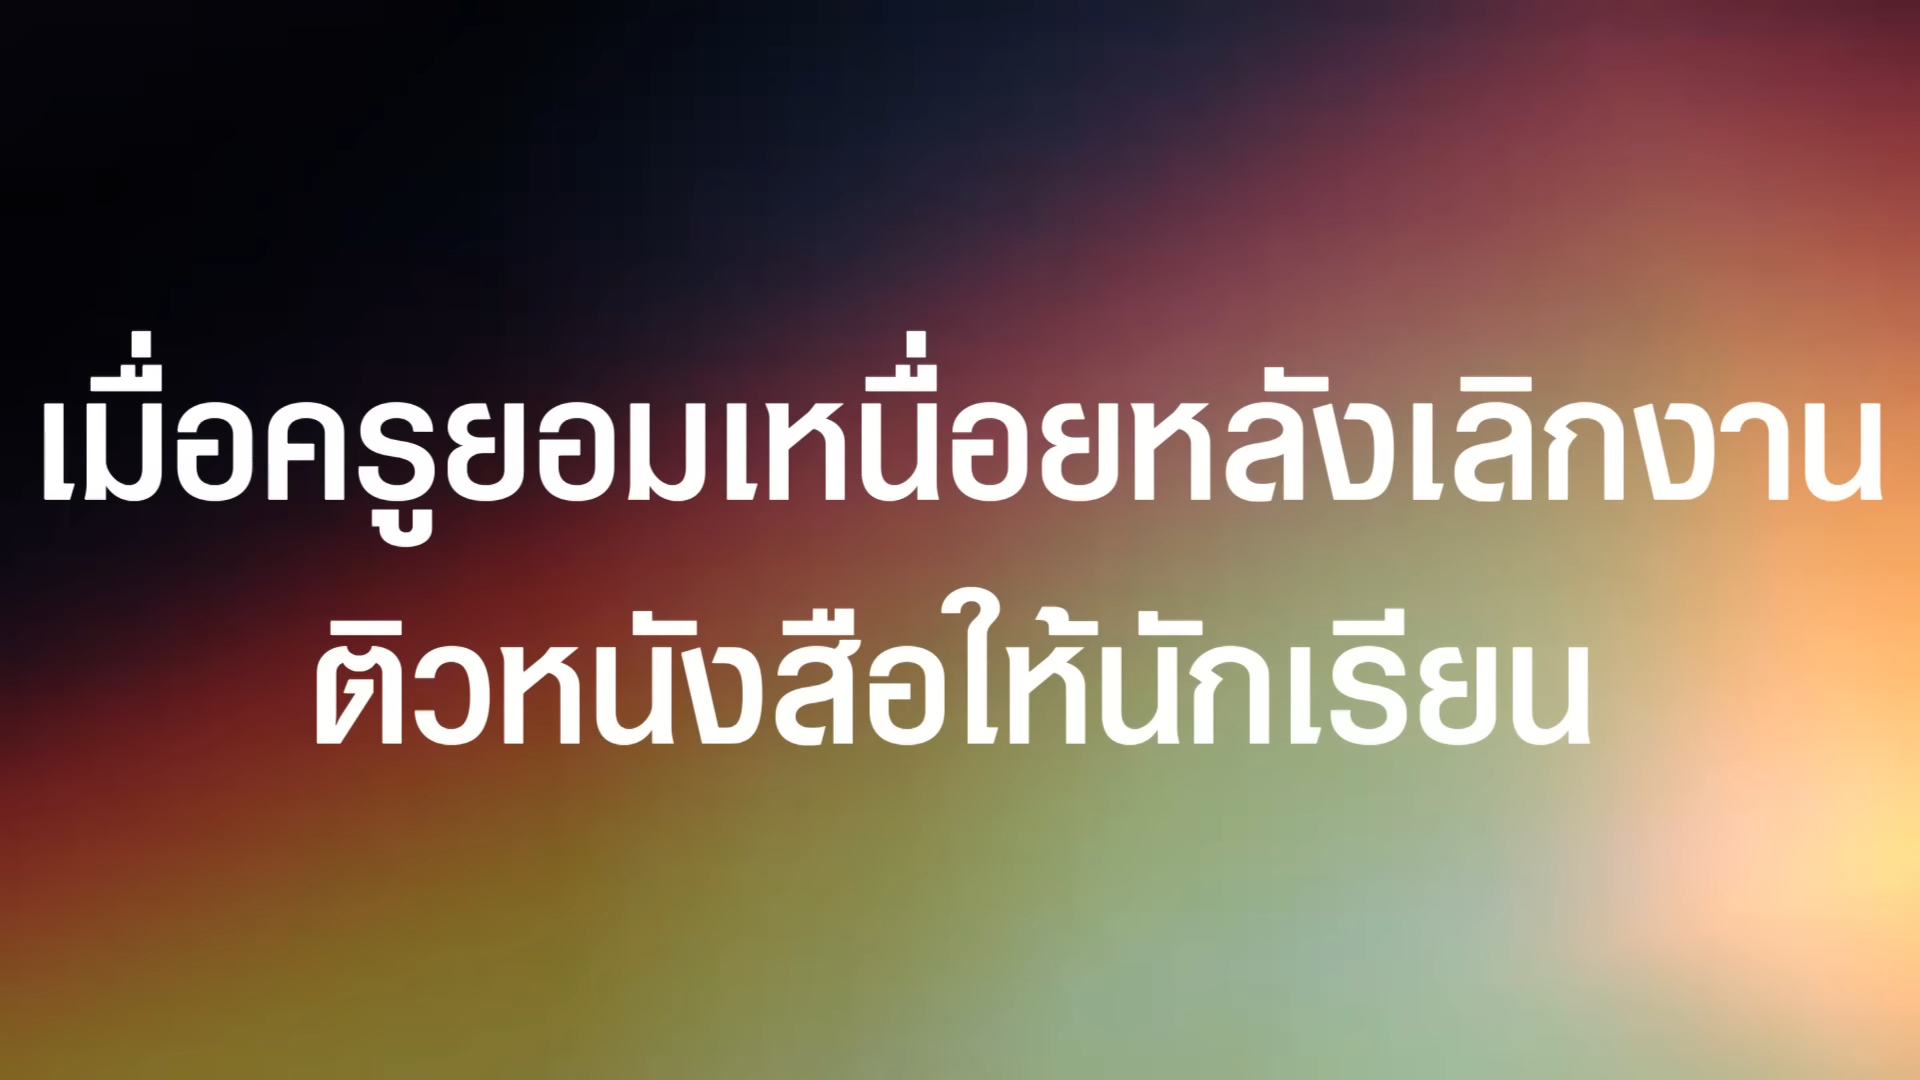 เมื่อครูยอมเหนื่อยหลังเลิกงาน
ติวหนังสือให้นักเรียน